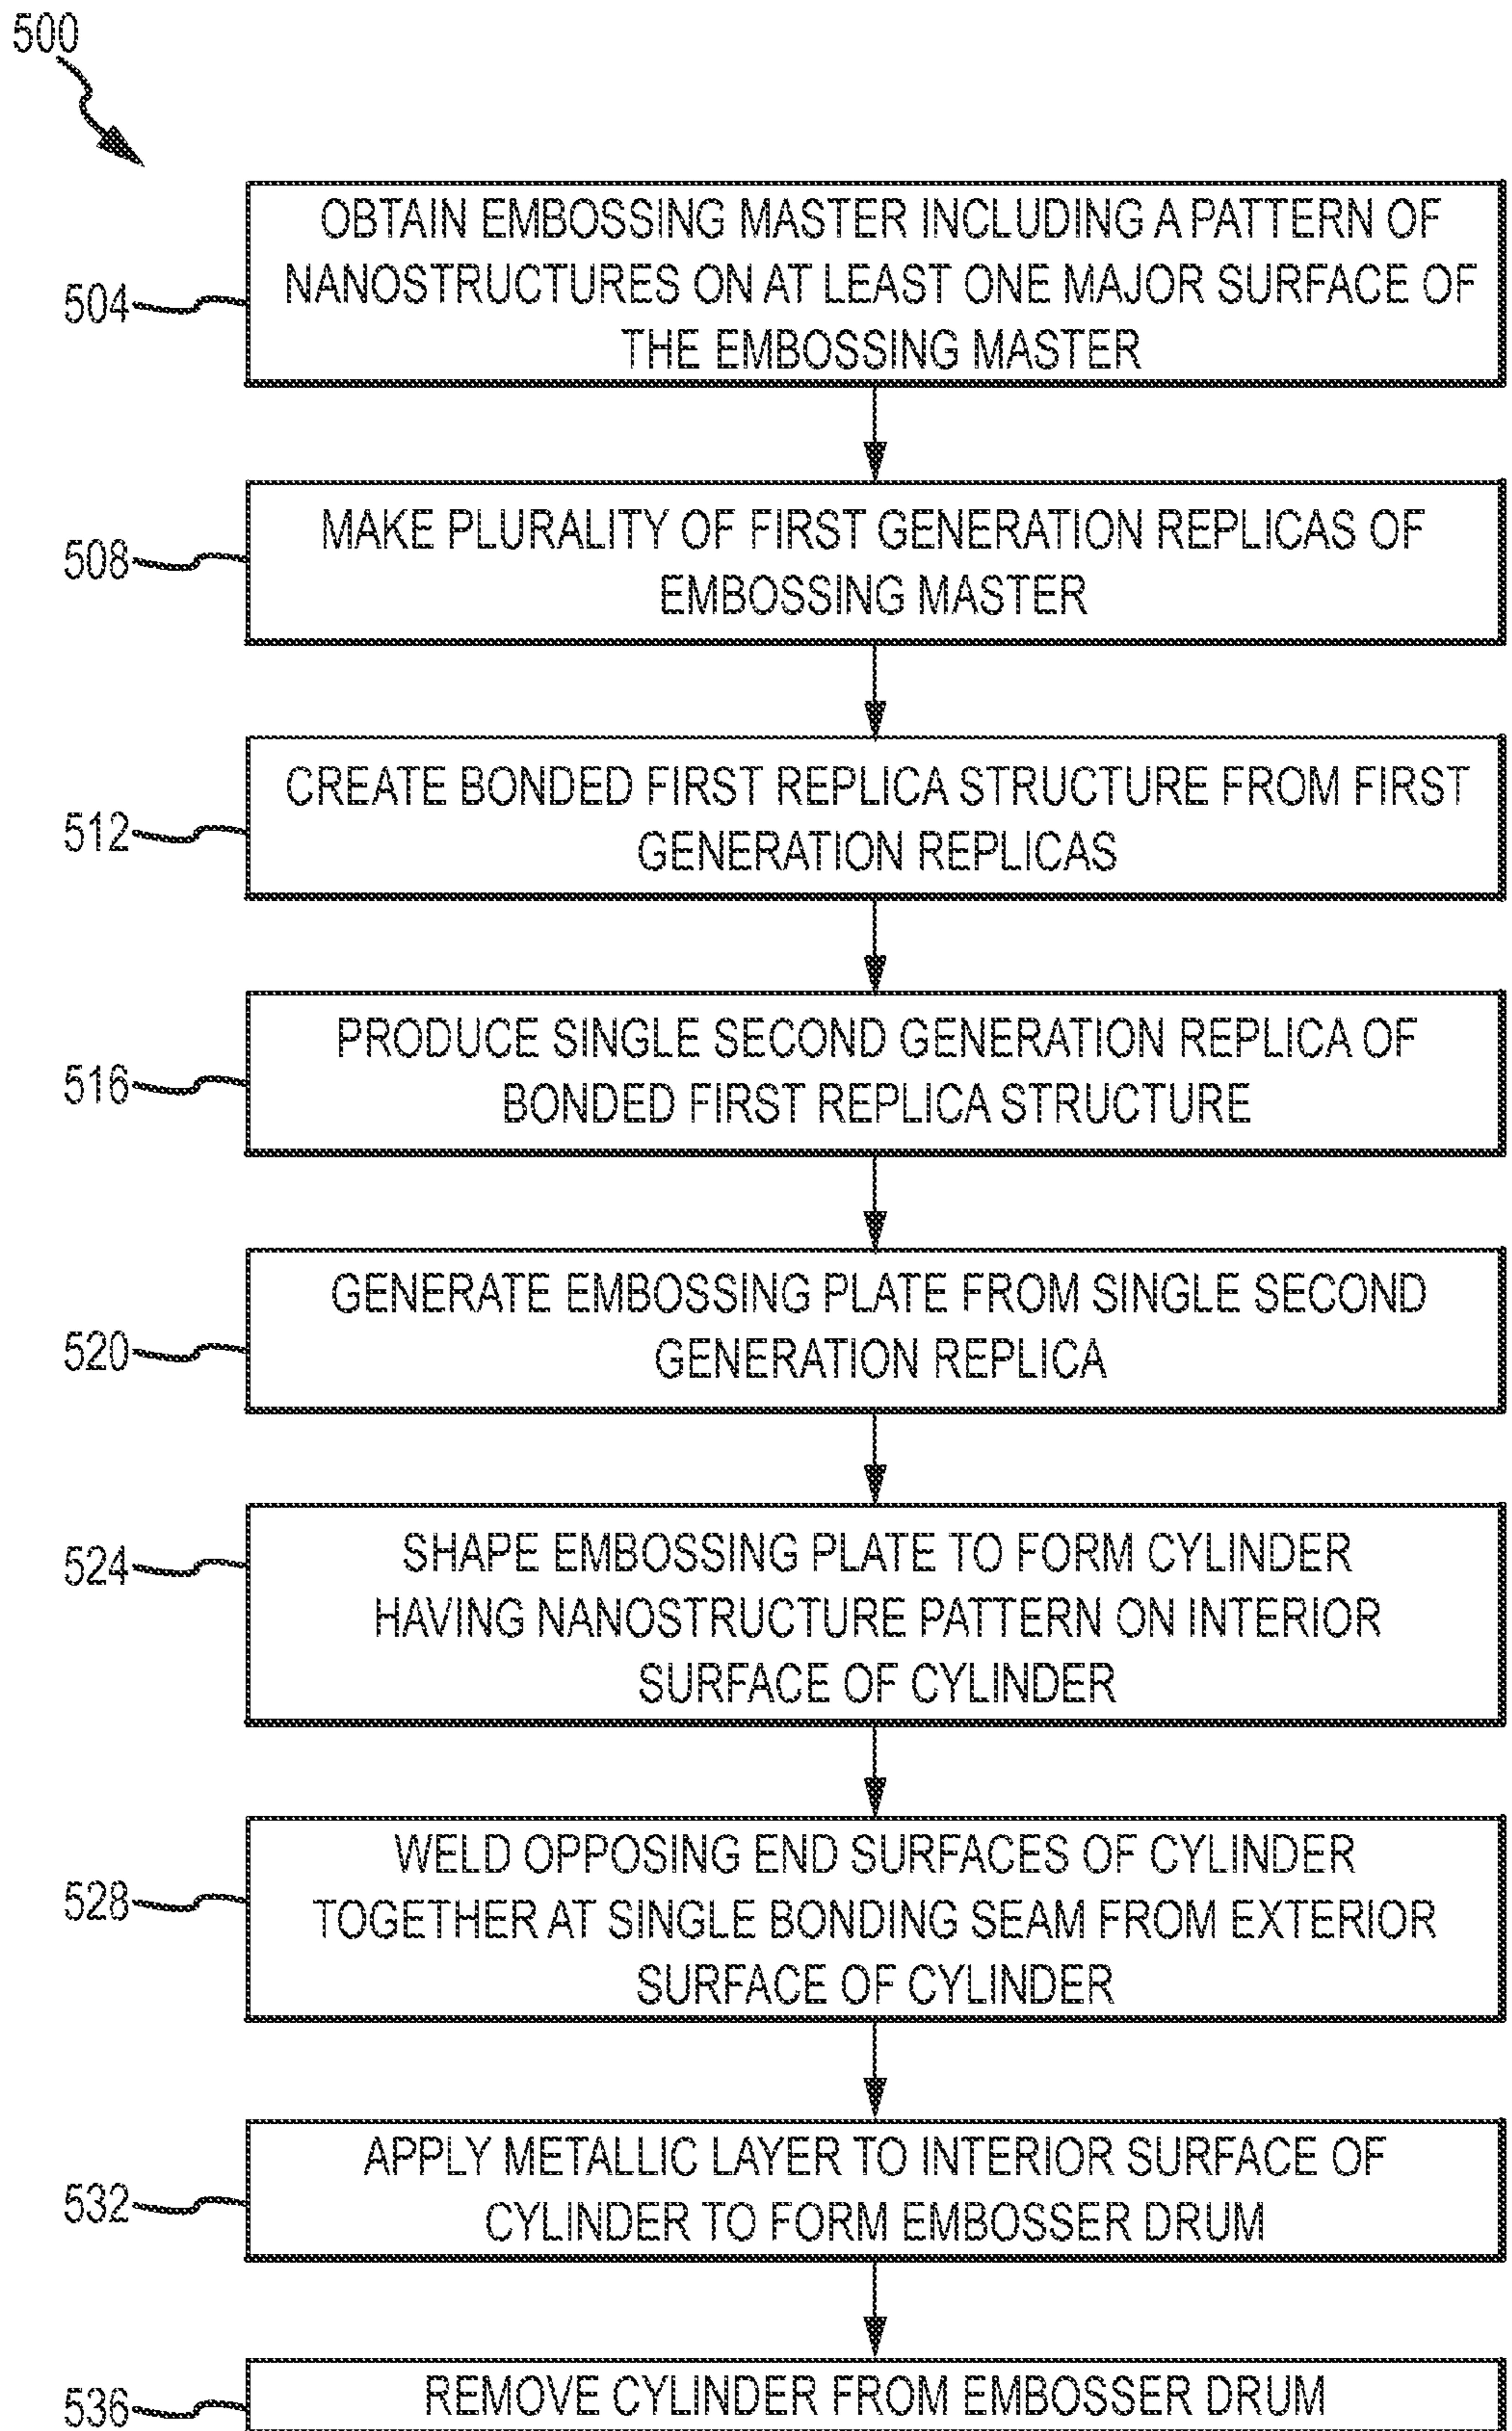 500
504
OBTAIN EMBOSSING MASTER INCLUDING A PATTERN OF
NANOSTRUCTURES ON AT LEAST ONE MAJOR SURFACE OF
THE EMBOSSING MASTER
508
MAKE PLURALITY OF FIRST GENERATION REPLICAS OF
EMBOSSING MASTER
512
CREATE BONDED FIRST REPLICA STRUCTURE FROM FIRST
GENERATION REPLICAS
516
PRODUCE SINGLE SECOND GENERATION REPLICA OF
BONDED FIRST REPLICA STRUCTURE
520
GENERATE EMBOSSING PLATE FROM SINGLE SECOND
GENERATION REPLICA
524
SHAPE EMBOSSING PLATE TO FORM CYLINDER
HAVING NANOSTRUCTURE PATTERN ON INTERIOR
SURFACE OF CYLINDER
528
WELD OPPOSING END SURFACES OF CYLINDER
TOGETHER AT SINGLE BONDING SEAM FROM EXTERIOR
SURFACE OF CYLINDER
532
APPLY METALLIC LAYER TO INTERIOR SURFACE OF
CYLINDER TO FORM EMBOSSER DRUM
536
REMOVE CYLINDER FROM EMBOSSER DRUM